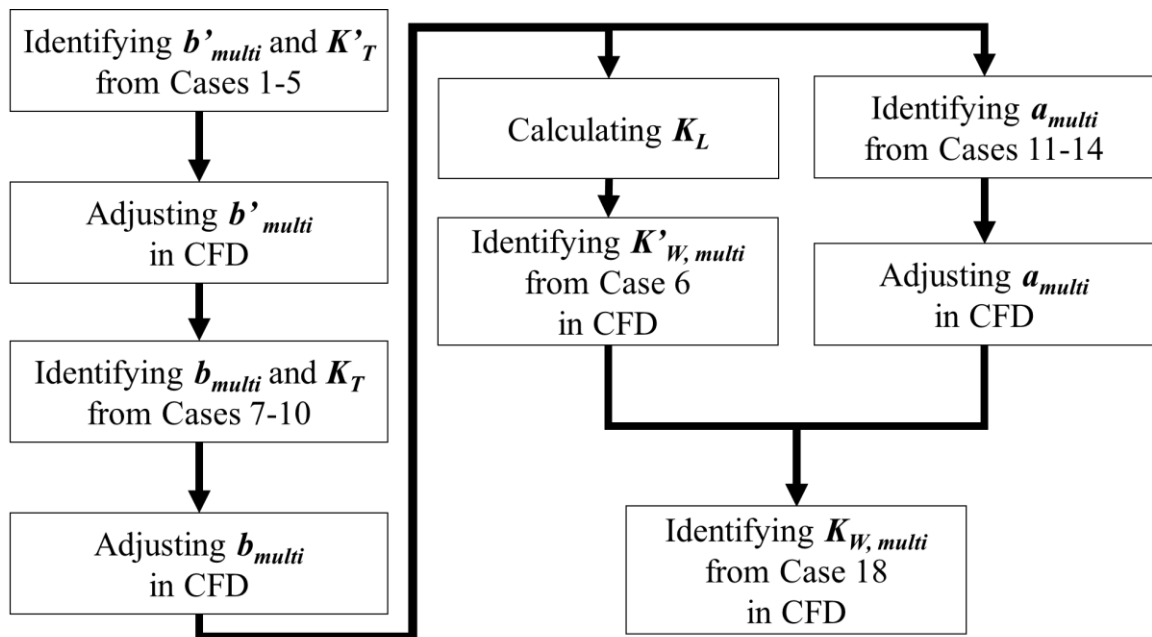 Identifying b’multi and K’T
from Cases 1-5
Adjusting b’multi
in CFD
Identifying bmulti and KT
from Cases 7-10
Adjusting bmulti
in CFD
Calculating KL
Identifying K’W, multi
from Case 6
in CFD
Identifying amulti
from Cases 11-14
Adjusting amulti
in CFD
Identifying KW, multi
from Case 18
in CFD